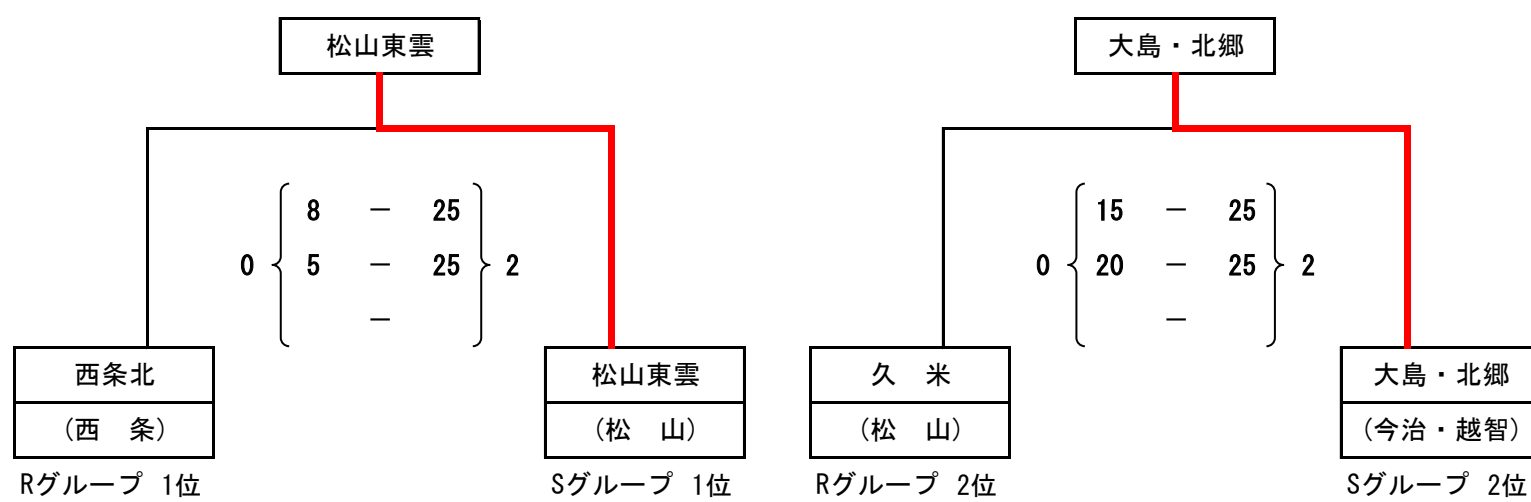 松山東雲
大島・北郷
8 － 25
15 － 25
0 5 － 25 2
0 20 － 25 2
－
－
西条北
松山東雲
久　米
大島・北郷
(西　条)
(松　山)
(松　山)
(今治・越智)
Rグループ 1位
Sグループ 1位
Rグループ 2位
Sグループ 2位